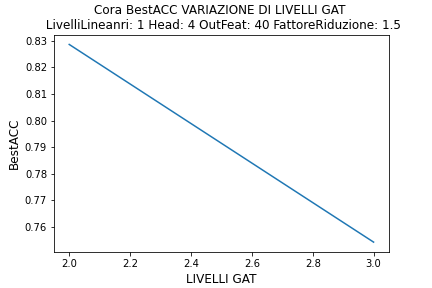 Cora BestACC VARIAZIONE DI LIVELLI GAT
LivelliLineanri: 1 Head: 4 OutFeat: 40 FattoreRiduzione: 1.5
0.83
0.82
0.81
0.80
0.79
0.78
0.77
0.76
BestACC
2.0 2.2 2.4 2.6 2.8 3.0
LIVELLI GAT